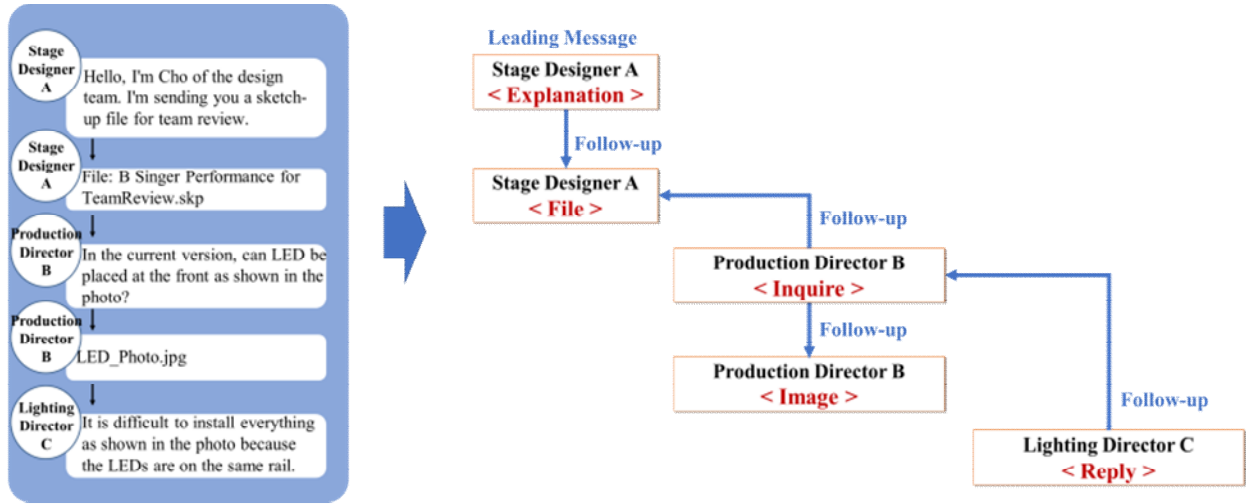 Stage
Designer
A
Hello, I'm Cho of the design
team. I'm sending you a sketch-
up file for team review.
Stage
Designer
A
File: B Singer Performance for
TeamReview.skp
Production
Director
B
In the current version, can LED be
placed at the front as shown in the
photo?
Production
Director
B
LED_Photo.jpg
Lighting
Director
C
It is difficult to install everything
as shown in the photo because
the LEDs are on the same rail.
Leading Message
Stage Designer A
< Explanation >
Follow-up
Stage Designer A
< File >
Follow-up
Production Director B
< Inquire >
Follow-up
Production Director B
< Image >
Follow-up
Lighting Director C
< Reply >